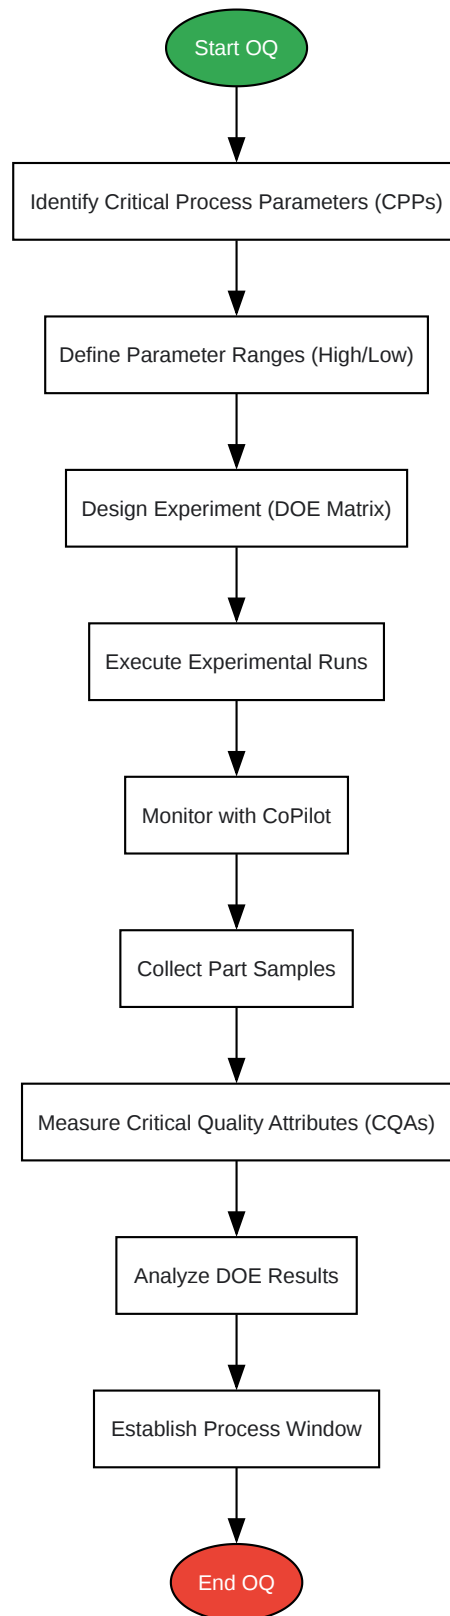 Start OQ
Identify Critical Process Parameters (CPPs)
Define Parameter Ranges (High/Low)
Design Experiment (DOE Matrix)
Execute Experimental Runs
Monitor with CoPilot
Collect Part Samples
Measure Critical Quality Attributes (CQAs)
Analyze DOE Results
Establish Process Window
End OQ